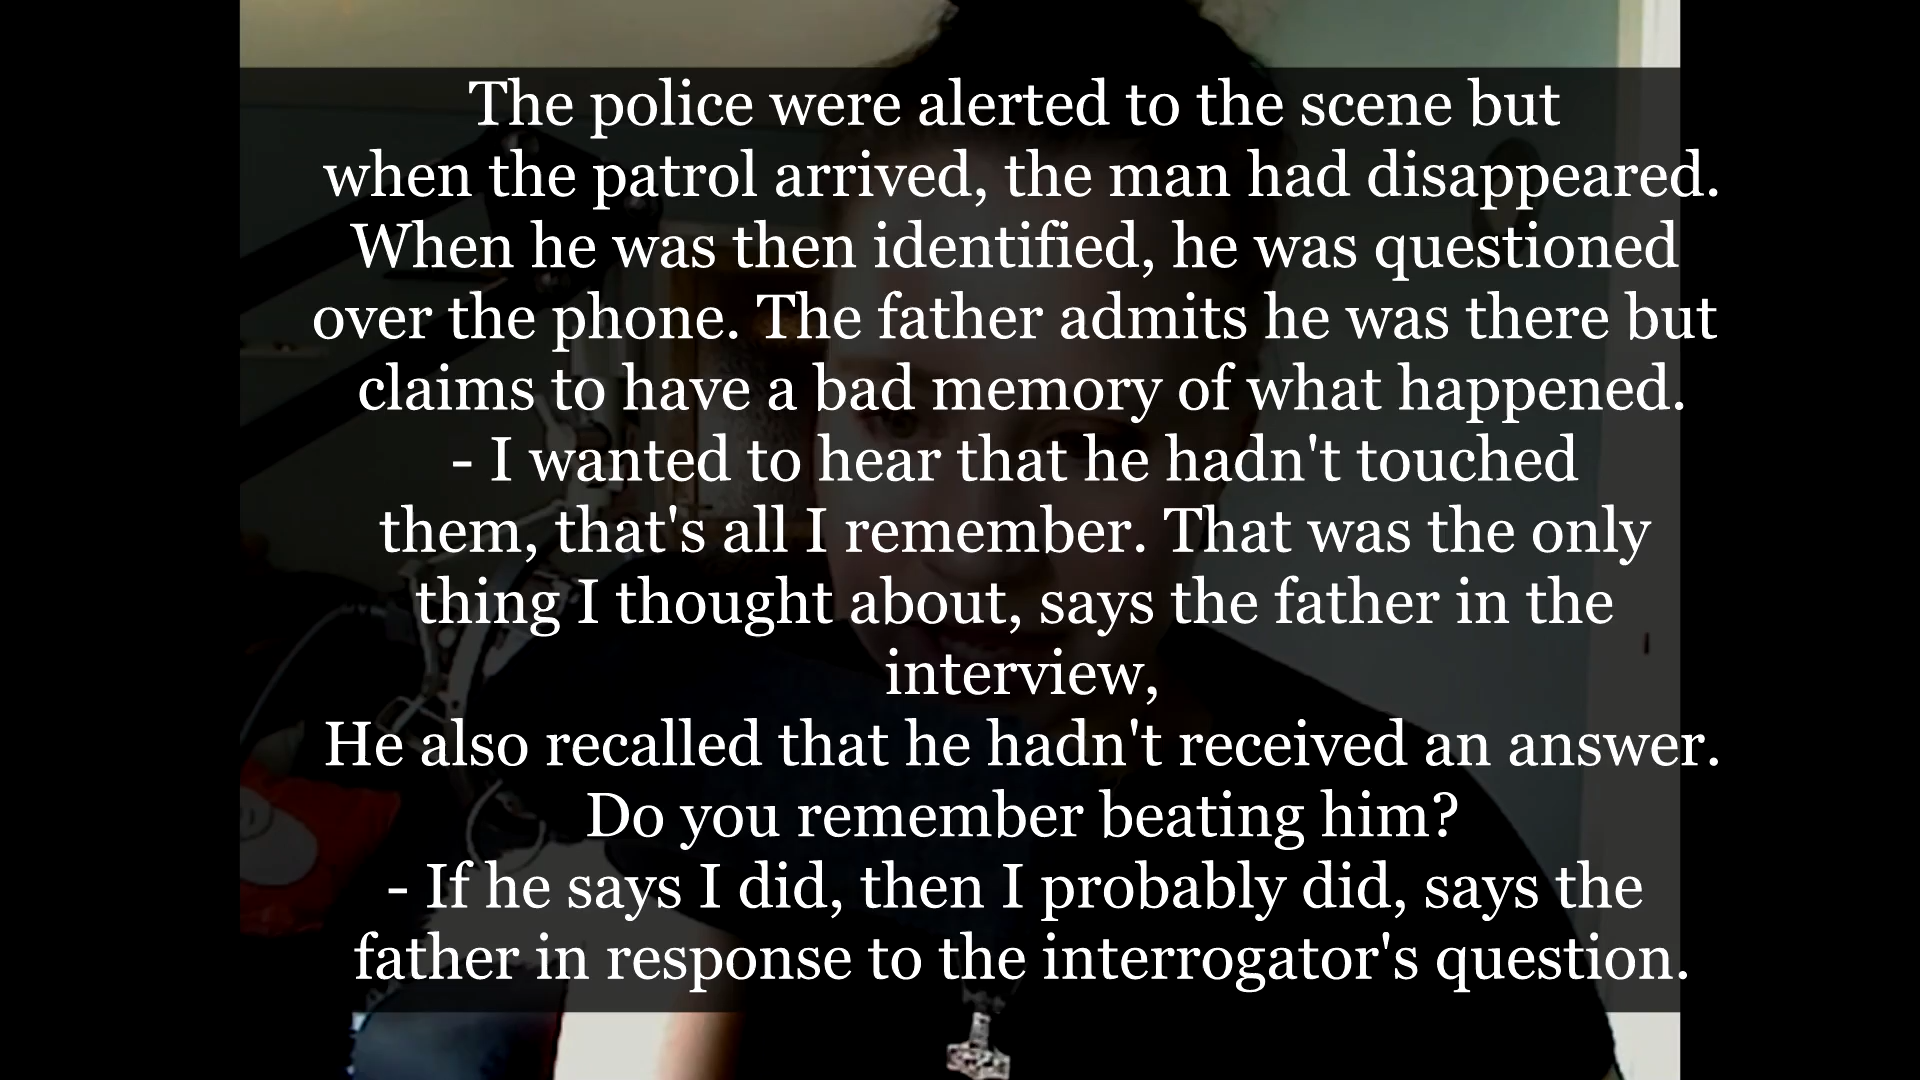 The police were alerted to the scene but
when the patrol arrived, the man had disappeared.
When he was then identified, he was questioned
over the phone. The father admits he was there but
claims to have a bad memory of what happened.
- I wanted to hear that he hadn't touched
them, that's all I remember. That was the only
thing I thought about, says the father in the
interview,
He also recalled that he hadn't received an answer.
Do you remember beating him?
- If he says I did, then I probably did, says the
father in response to the interrogator's question.